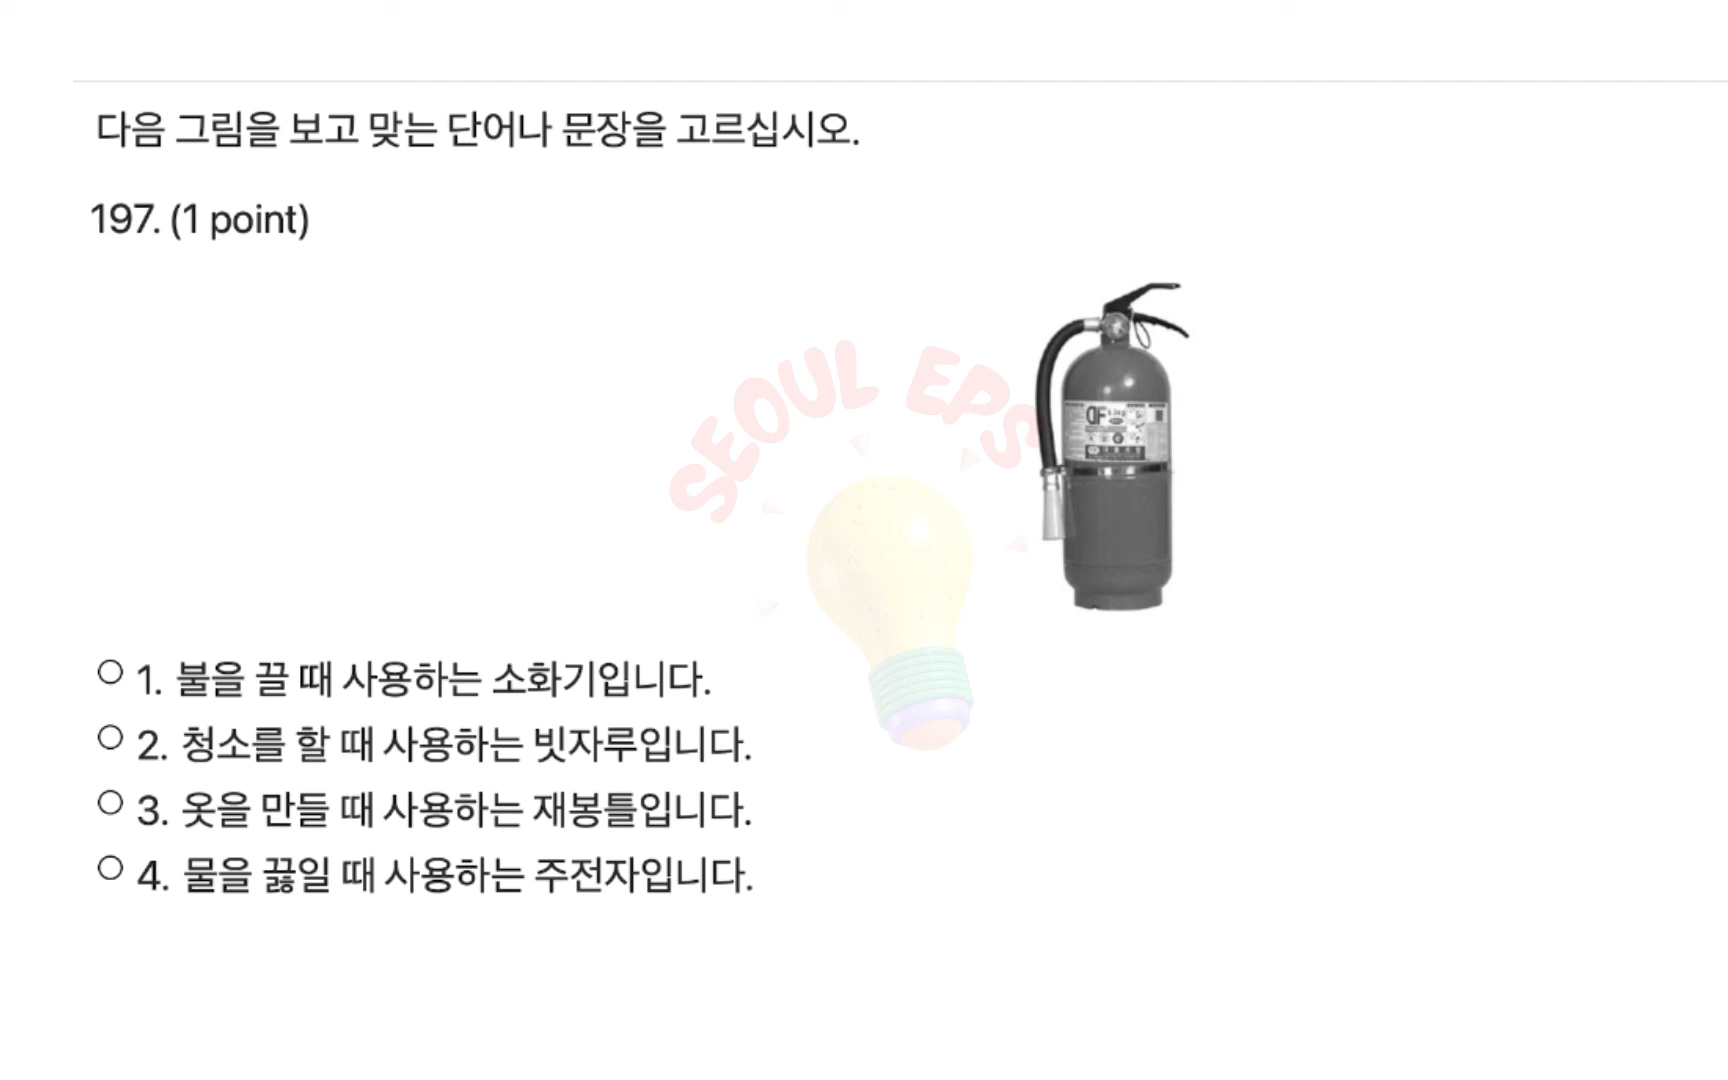 다음 그림을 보고 맞는 단어나 문장을 고르십시오.
197. (1 point)
SEOUL EPS
1. 불을 끌 때 사용하는 소화기입니다.
2. 청소를 할 때 사용하는 빗자루입니다.
3. 옷을 만들 때 사용하는 재봉틀입니다.
4. 물을 끓일 때 사용하는 주전자입니다.